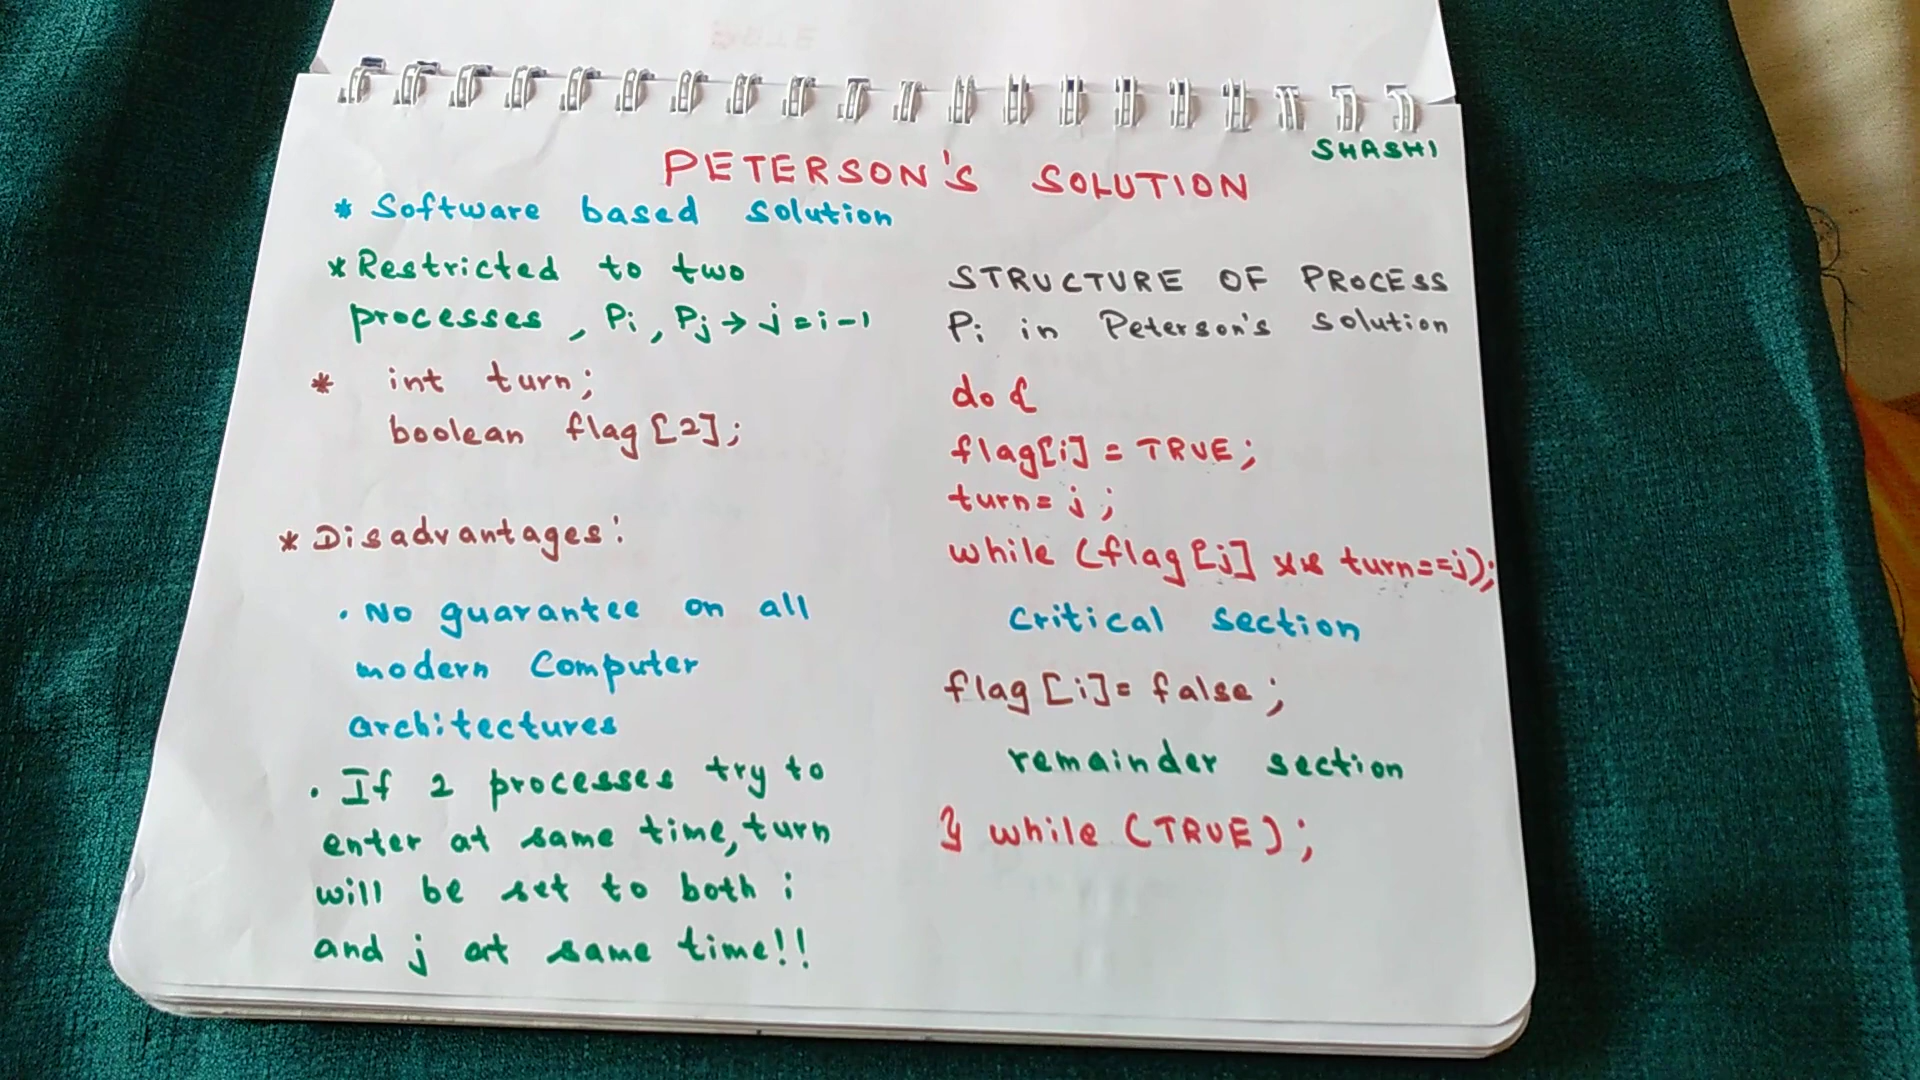 SHASHI
PETERSON'S SOLUTION
* Software based solution
* Restricted to two
processes, Pi, Pj → j = i - 1
* int turn;
boolean flag [2];
* Disadvantages:
. No guarantee on all
modern Computer
architectures
. If 2 processes try to
enter at same time, turn
will be set to both i
and j at same time!!
STRUCTURE OF PROCESS
Pi in Peterson's solution
do {
flag[i] = TRUE;
turn = j;
while (flag [j] && turn == j);
critical section
flag [i] = false;
remainder section
} while (TRUE);